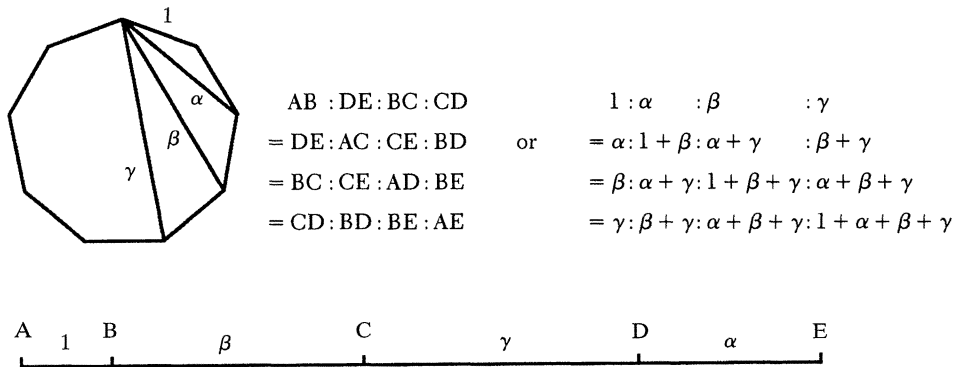 1
α
β
γ
AB : DE : BC : CD
= DE : AC : CE : BD
= BC : CE : AD : BE
= CD : BD : BE : AE
or
1 : α : β : γ
= α : 1 + β : α + γ : β + γ
= β : α + γ : 1 + β + γ : α + β + γ
= γ : β + γ : α + β + γ : 1 + α + β + γ
A 1 B β C γ D α E